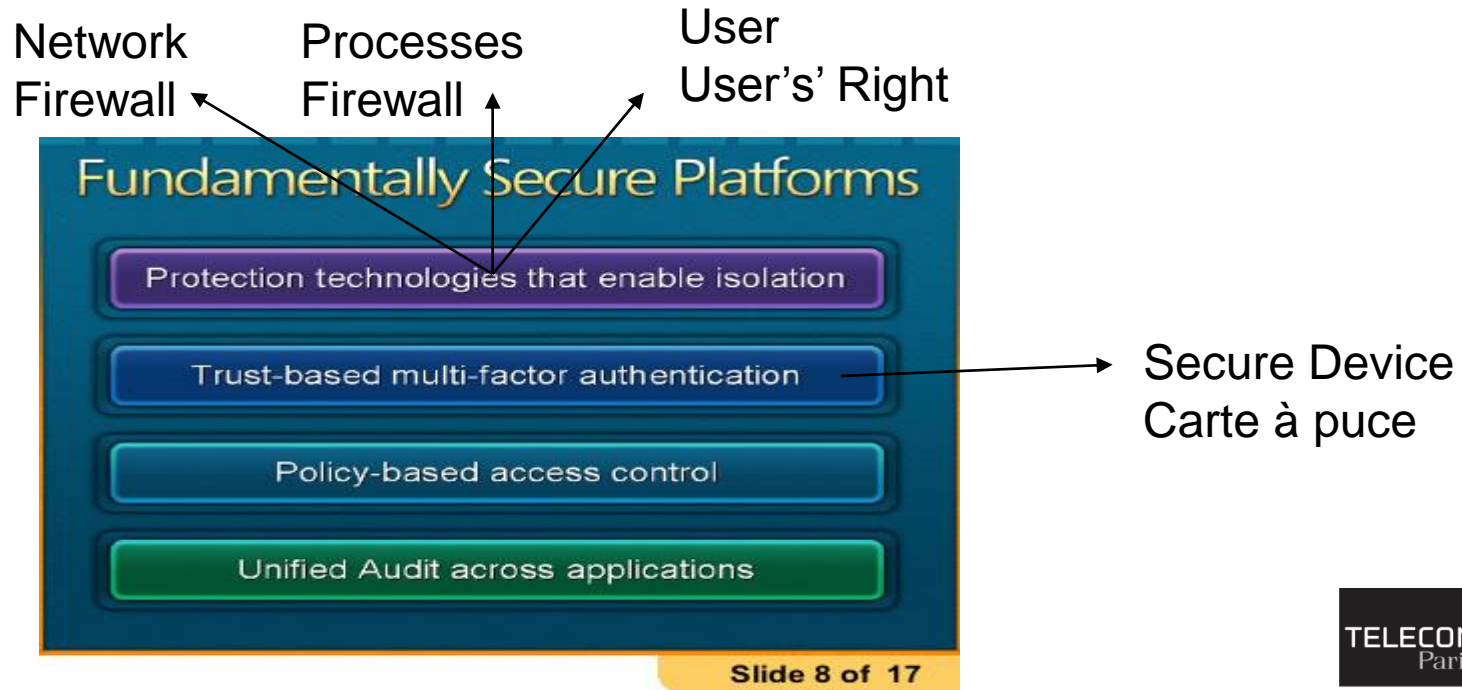 Network
Firewall
Processes
Firewall
User
User’s’ Right
Fundamentally Secure Platforms
Protection technologies that enable isolation
Trust-based multi-factor authentication
Policy-based access control
Unified Audit across applications
Secure Device
Carte à puce
Slide 8 of 17